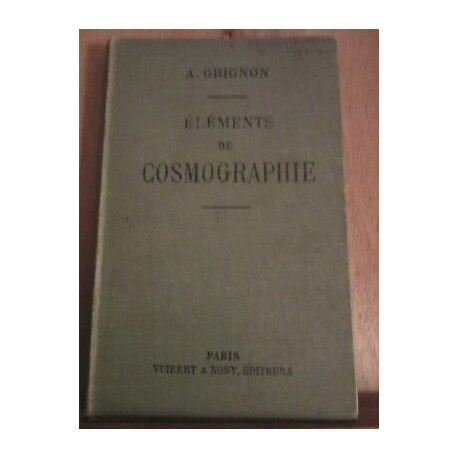 A. GRIGNON
ÉLÉMENTS
DE
COSMOGRAPHIE
PARIS
VUIBERT & NONY, ÉDITEURS